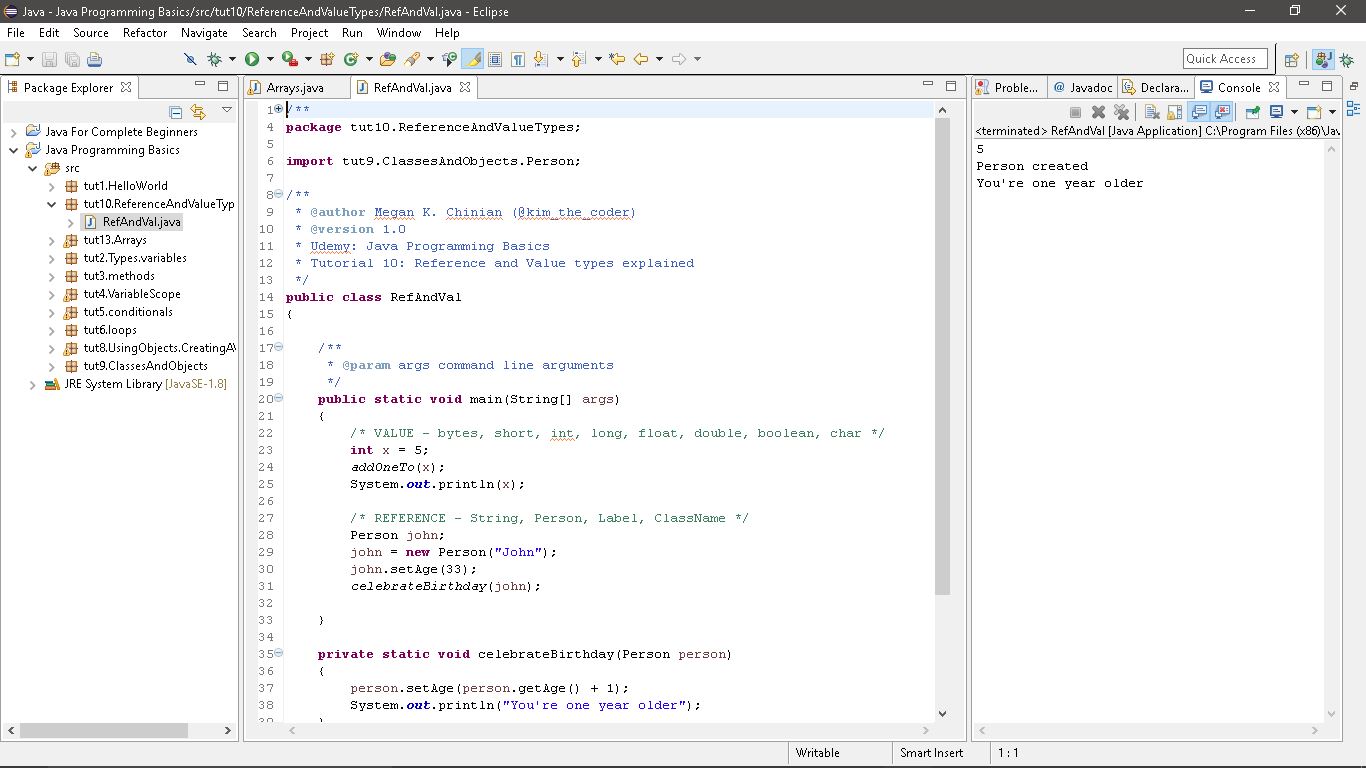 Java - Java Programming Basics/src/tut10/ReferenceAndValueTypes/RefAndVal.java - Eclipse
File Edit Source Refactor Navigate Search Project Run Window Help
Quick Access
Package Explorer
Java For Complete Beginners
Java Programming Basics
src
tut1.HelloWorld
tut10.ReferenceAndValueTyp
RefAndVal.java
tut13.Arrays
tut2.Types.variables
tut3.methods
tut4.VariableScope
tut5.conditionals
tut6.loops
tut8.UsingObjects.CreatingA
tut9.ClassesAndObjects
JRE System Library [JavaSE-1.8]
Arrays.java RefAndVal.java
1 /**
4 package tut10.ReferenceAndValueTypes;
5
6 import tut9.ClassesAndObjects.Person;
7
8 /**
9 * @author Megan K. Chinian (@kim_the_coder)
10 * @version 1.0
11 * Udemy: Java Programming Basics
12 * Tutorial 10: Reference and Value types explained
13 */
14 public class RefAndVal
15 {
16
17 /**
18 * @param args command line arguments
19 */
20 public static void main(String[] args)
21 {
22 /* VALUE - bytes, short, int, long, float, double, boolean, char */
23 int x = 5;
24 addOneTo(x);
25 System.out.println(x);
26
27 /* REFERENCE - String, Person, Label, ClassName */
28 Person john;
29 john = new Person("John");
30 john.setAge(33);
31 celebrateBirthday(john);
32
33 }
34
35 private static void celebrateBirthday(Person person)
36 {
37 person.setAge(person.getAge() + 1);
38 System.out.println("You're one year older");
Proble... @ Javadoc Declara... Console
<terminated> RefAndVal [Java Application] C:\Program Files (x86)\Jav
5
Person created
You're one year older
Writable Smart Insert 1 : 1